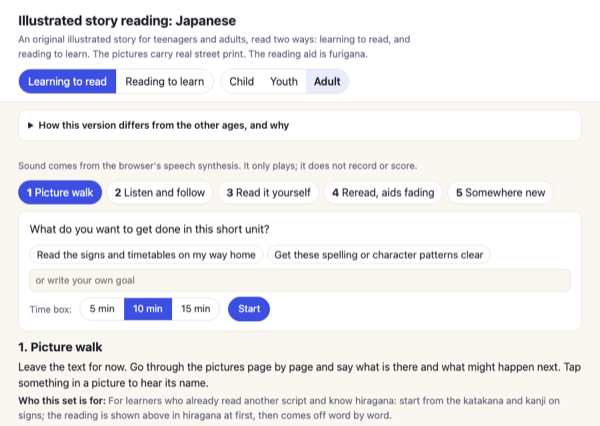 Illustrated story reading: Japanese
An original illustrated story for teenagers and adults, read two ways: learning to read, and
reading to learn. The pictures carry real street print. The reading aid is furigana.
Learning to read Reading to learn Child Youth Adult
How this version differs from the other ages, and why
Sound comes from the browser's speech synthesis. It only plays; it does not record or score.
1 Picture walk 2 Listen and follow 3 Read it yourself 4 Reread, aids fading 5 Somewhere new
What do you want to get done in this short unit?
Read the signs and timetables on my way home Get these spelling or character patterns clear
or write your own goal
Time box: 5 min 10 min 15 min Start
1. Picture walk
Leave the text for now. Go through the pictures page by page and say what is there and what might happen next. Tap
something in a picture to hear its name.
Who this set is for: For learners who already read another script and know hiragana: start from the katakana and kanji on
signs; the reading is shown above in hiragana at first, then comes off word by word.